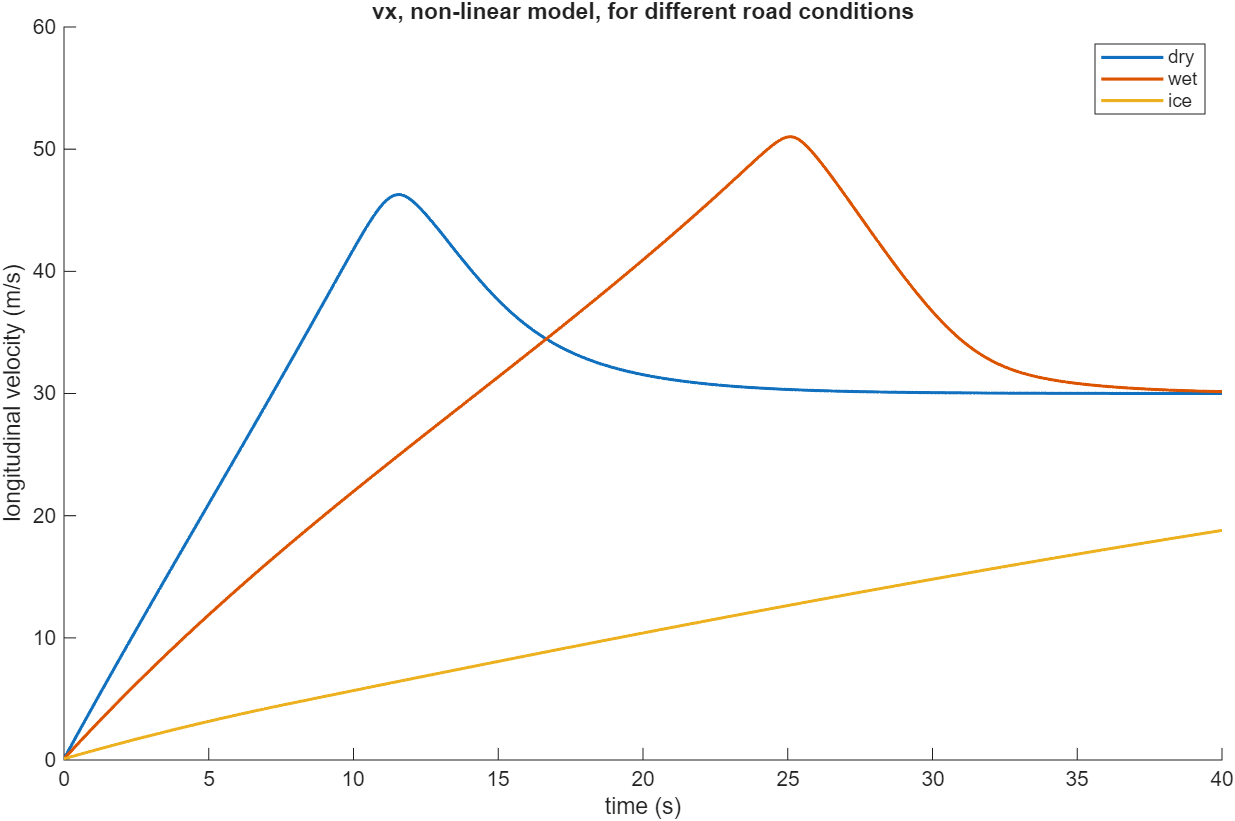 vx, non-linear model, for different road conditions
dry
wet
ice
longitudinal velocity (m/s)
60
50
40
30
20
10
0
0 5 10 15 20 25 30 35 40
time (s)